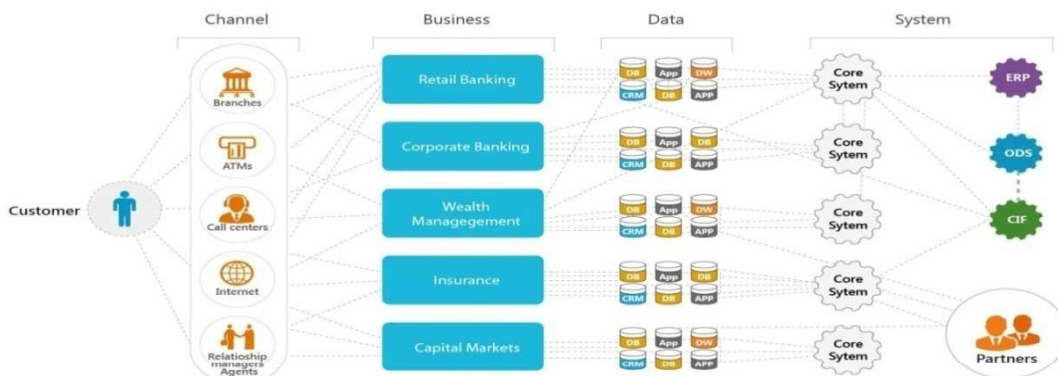 Channel
Business
Data
System
Customer
Branches
ATMs
Call centers
Internet
Relatioship
managers
Agents
Retail Banking
Corporate Banking
Wealth
Managegement
Insurance
Capital Markets
DB App DW
CRM DB APP
DB App DB
CRM DB APP
DB App DW
CRM DB APP
DB App DB
CRM DB APP
DB App DW
CRM DB APP
Core
Sytem
Core
Sytem
Core
Sytem
Core
Sytem
Core
Sytem
ERP
ODS
CIF
Partners